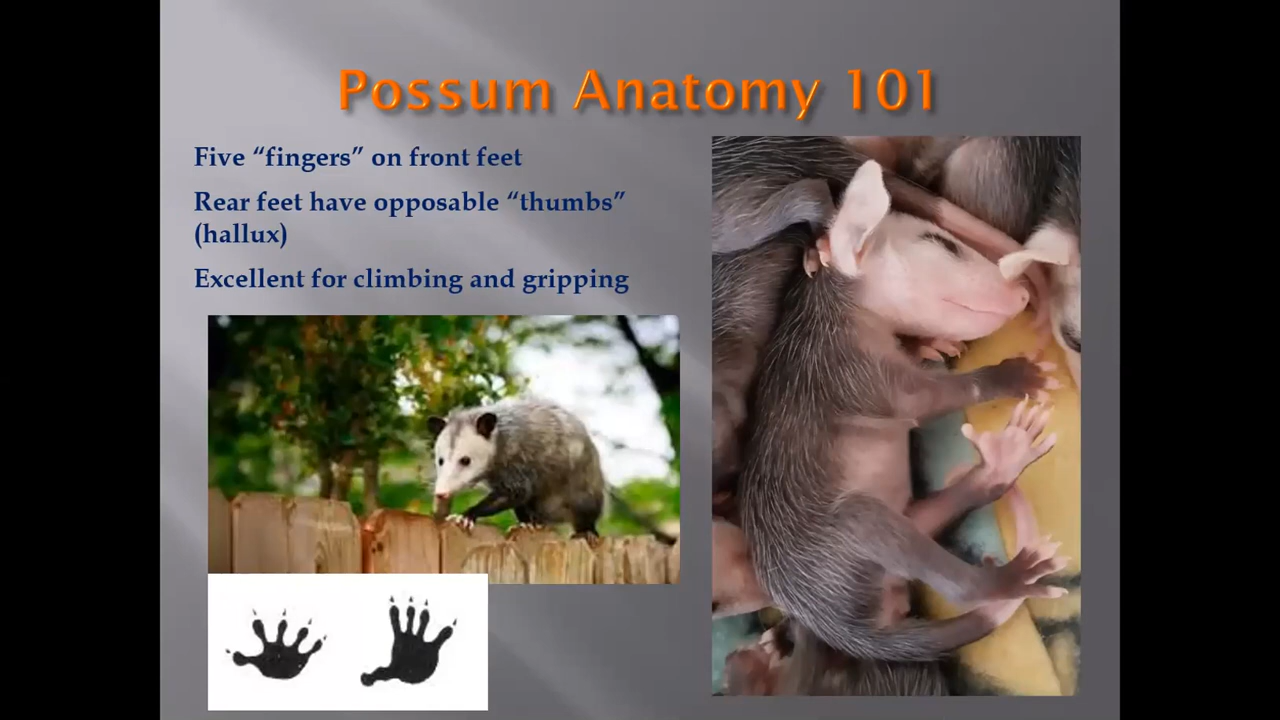 Possum Anatomy 101
Five “fingers” on front feet
Rear feet have opposable “thumbs”
(hallux)
Excellent for climbing and gripping